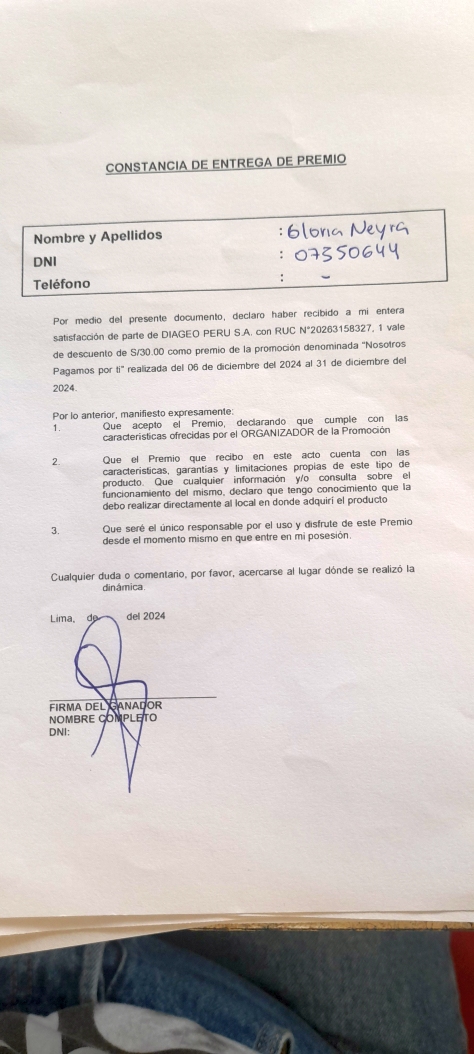 CONSTANCIA DE ENTREGA DE PREMIO
Nombre y Apellidos : Gloria Neyra
DNI : 07350644
Teléfono : -
Por medio del presente documento, declaro haber recibido a mi entera
satisfacción de parte de DIAGEO PERU S.A. con RUC N°20263158327, 1 vale
de descuento de S/30.00 como premio de la promoción denominada "Nosotros
Pagamos por ti" realizada del 06 de diciembre del 2024 al 31 de diciembre del
2024.
Por lo anterior, manifiesto expresamente:
1. Que acepto el Premio, declarando que cumple con las
características ofrecidas por el ORGANIZADOR de la Promoción
2. Que el Premio que recibo en este acto cuenta con las
características, garantías y limitaciones propias de este tipo de
producto. Que cualquier información y/o consulta sobre el
funcionamiento del mismo, declaro que tengo conocimiento que la
debo realizar directamente al local en donde adquirí el producto
3. Que seré el único responsable por el uso y disfrute de este Premio
desde el momento mismo en que entre en mi posesión.
Cualquier duda o comentario, por favor, acercarse al lugar dónde se realizó la
dinámica.
Lima, de del 2024
FIRMA DEL GANADOR
NOMBRE COMPLETO
DNI: